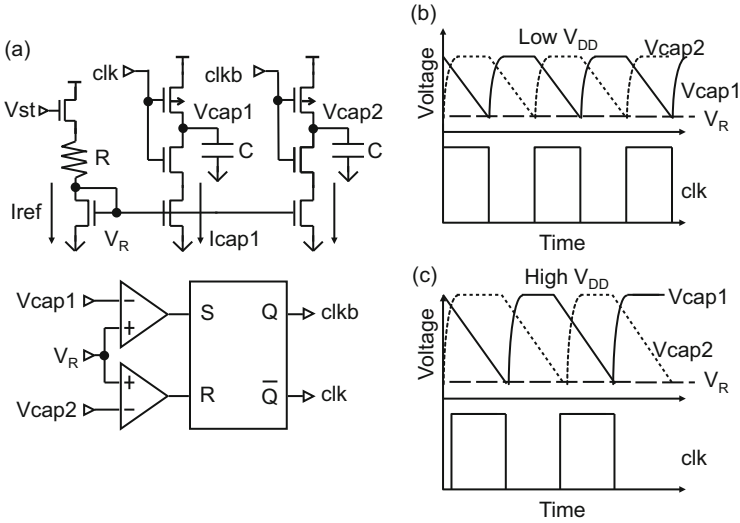 (a)
clk
clkb
Vst
Vcap1
Vcap2
R
C
C
Iref
VR
Icap1
Vcap1
VR
Vcap2
−
+
+
−
S
Q
R
Q̅
clkb
clk
(b)
Voltage
Low VDD
Vcap2
Vcap1
VR
clk
Time
(c)
Voltage
High VDD
Vcap1
Vcap2
VR
clk
Time